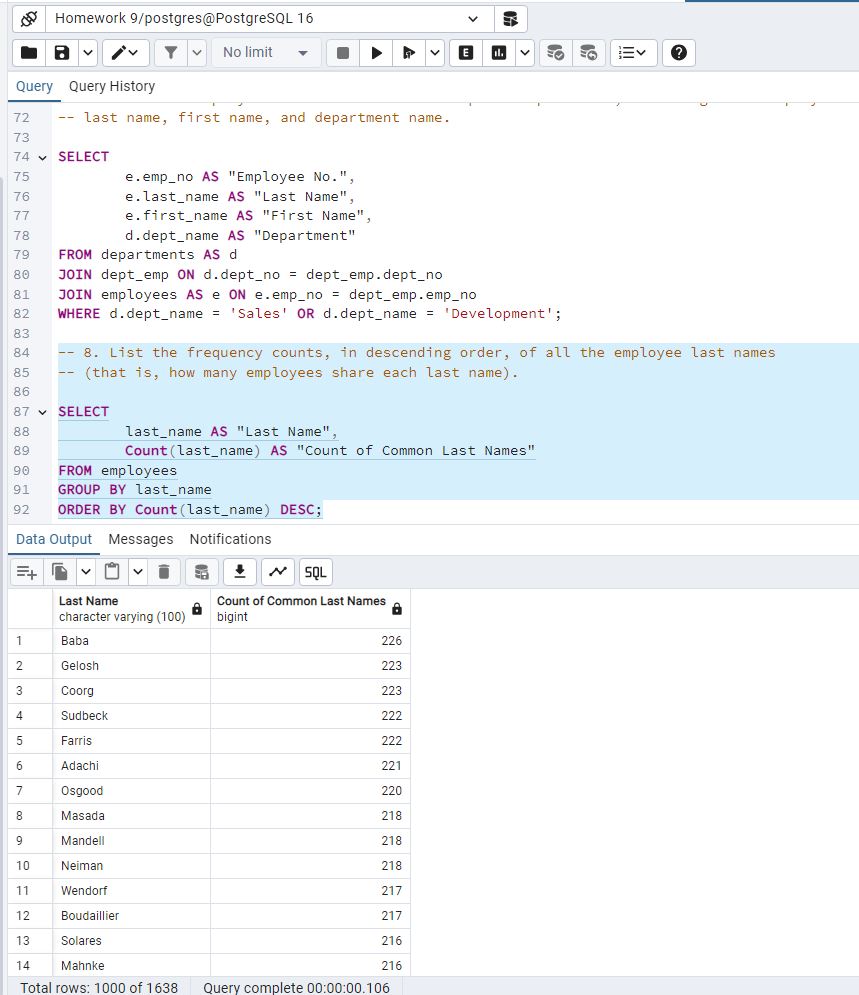 Homework 9/postgres@PostgreSQL 16
No limit
E
Query Query History
72 -- last name, first name, and department name.
73
74 SELECT
75 e.emp_no AS "Employee No.",
76 e.last_name AS "Last Name",
77 e.first_name AS "First Name",
78 d.dept_name AS "Department"
79 FROM departments AS d
80 JOIN dept_emp ON d.dept_no = dept_emp.dept_no
81 JOIN employees AS e ON e.emp_no = dept_emp.emp_no
82 WHERE d.dept_name = 'Sales' OR d.dept_name = 'Development';
83
84 -- 8. List the frequency counts, in descending order, of all the employee last names
85 -- (that is, how many employees share each last name).
86
87 SELECT
88 last_name AS "Last Name",
89 Count(last_name) AS "Count of Common Last Names"
90 FROM employees
91 GROUP BY last_name
92 ORDER BY Count(last_name) DESC;
Data Output Messages Notifications
SQL
Last Name Count of Common Last Names
character varying (100) bigint
1 Baba 226
2 Gelosh 223
3 Coorg 223
4 Sudbeck 222
5 Farris 222
6 Adachi 221
7 Osgood 220
8 Masada 218
9 Mandell 218
10 Neiman 218
11 Wendorf 217
12 Boudaillier 217
13 Solares 216
14 Mahnke 216
Total rows: 1000 of 1638 Query complete 00:00:00.106